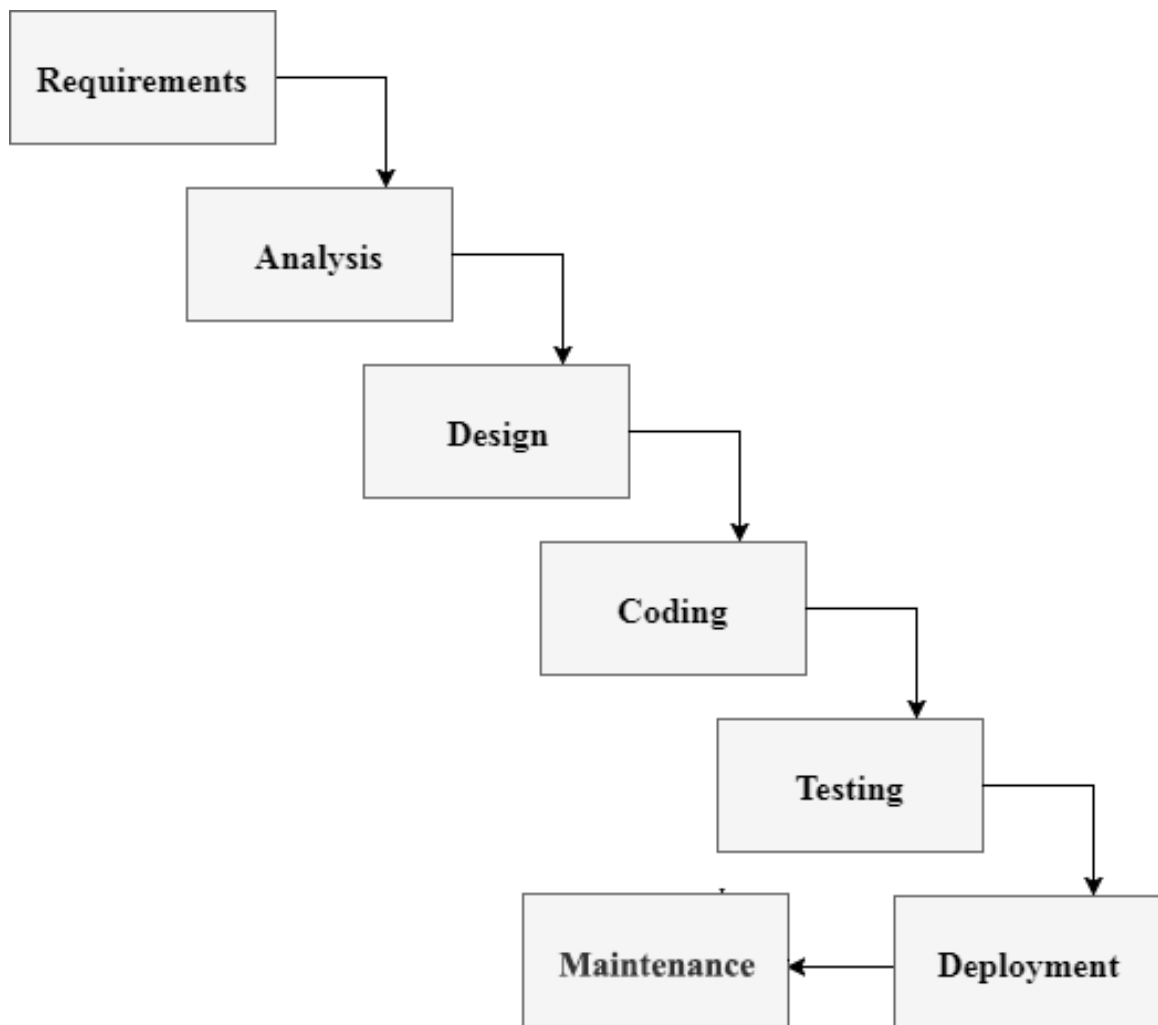 Requirements
Analysis
Design
Coding
Testing
Maintenance
Deployment